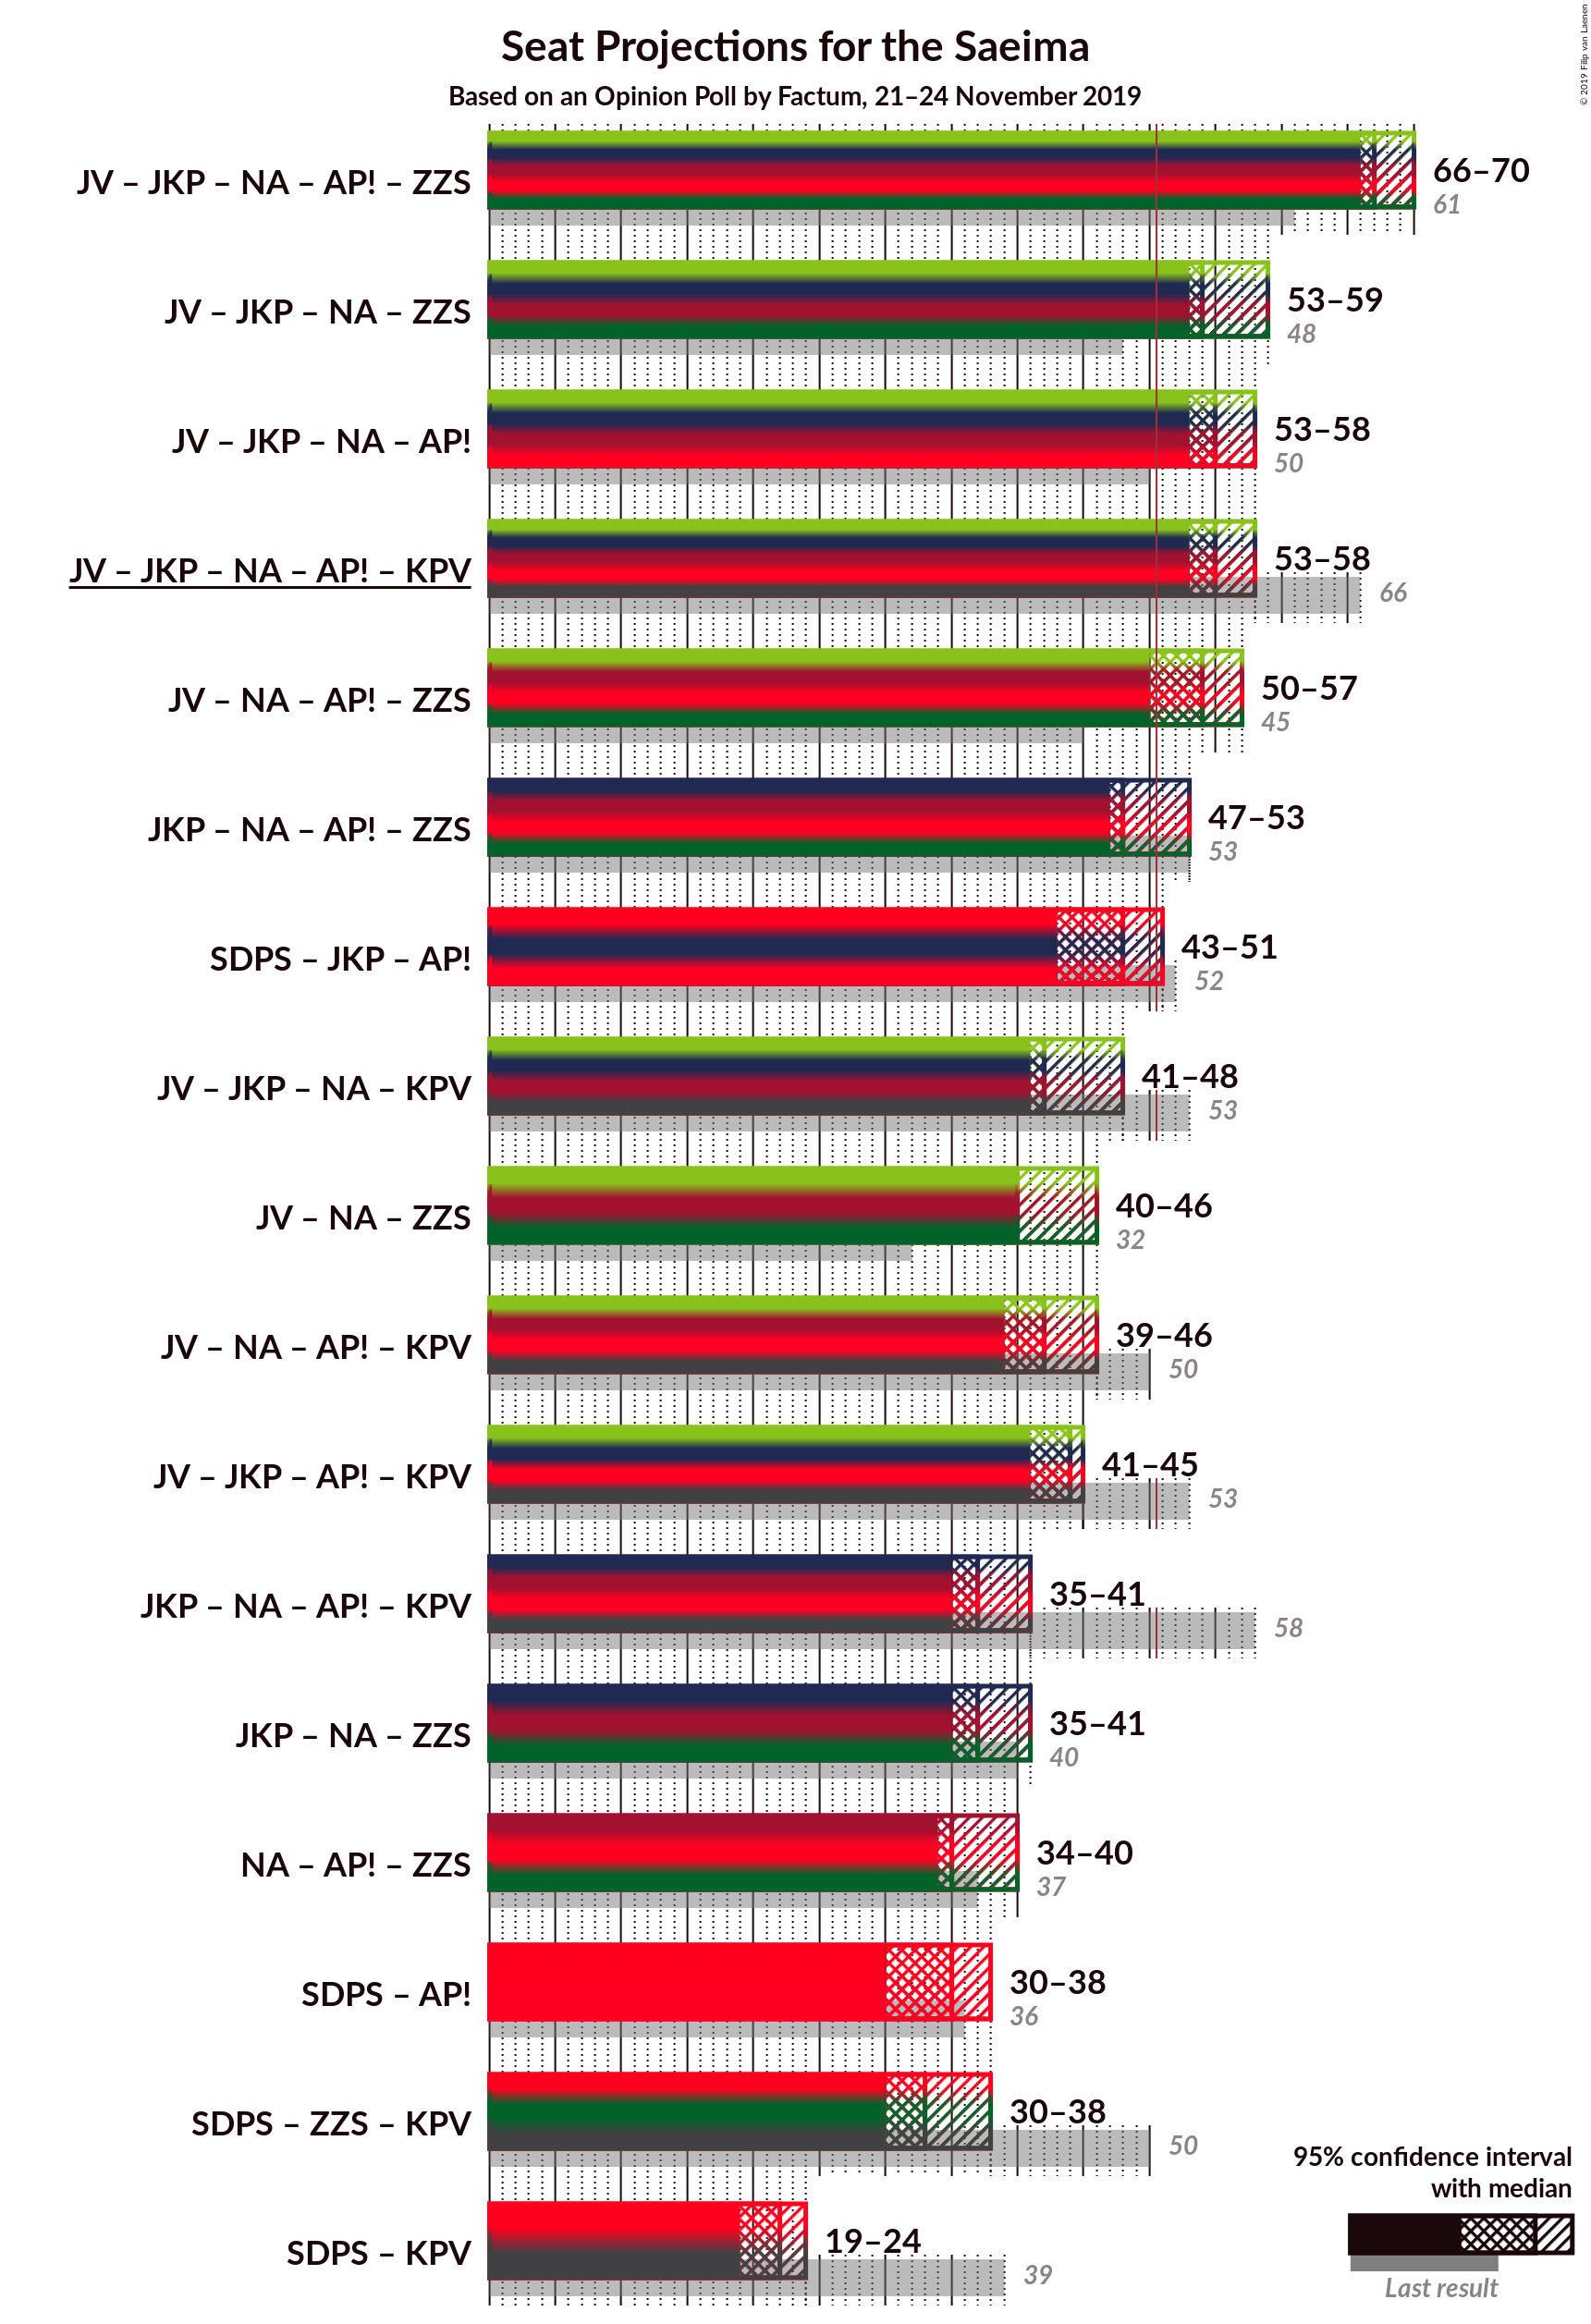 Seat Projections for the Saeima
Based on an Opinion Poll by Factum, 21–24 November 2019
© 2019 Filip van Laenen
JV – JKP – NA – AP! – ZZS
66–70
61
JV – JKP – NA – ZZS
53–59
48
JV – JKP – NA – AP!
53–58
50
JV – JKP – NA – AP! – KPV
53–58
66
JV – NA – AP! – ZZS
50–57
45
JKP – NA – AP! – ZZS
47–53
53
SDPS – JKP – AP!
43–51
52
JV – JKP – NA – KPV
41–48
53
JV – NA – ZZS
40–46
32
JV – NA – AP! – KPV
39–46
50
JV – JKP – AP! – KPV
41–45
53
JKP – NA – AP! – KPV
35–41
58
JKP – NA – ZZS
35–41
40
NA – AP! – ZZS
34–40
37
SDPS – AP!
30–38
36
SDPS – ZZS – KPV
30–38
50
SDPS – KPV
19–24
39
95% confidence interval
with median
Last result